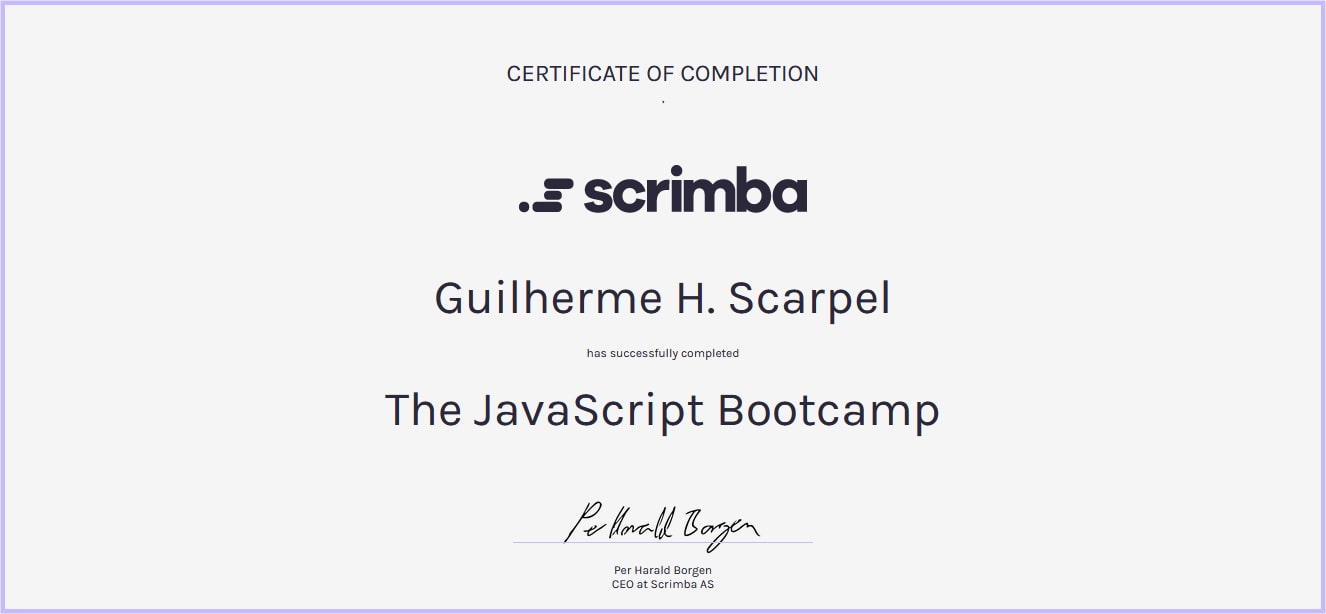 CERTIFICATE OF COMPLETION
.
scrimba
Guilherme H. Scarpel
has successfully completed
The JavaScript Bootcamp
Per Harald Borgen
Per Harald Borgen
CEO at Scrimba AS